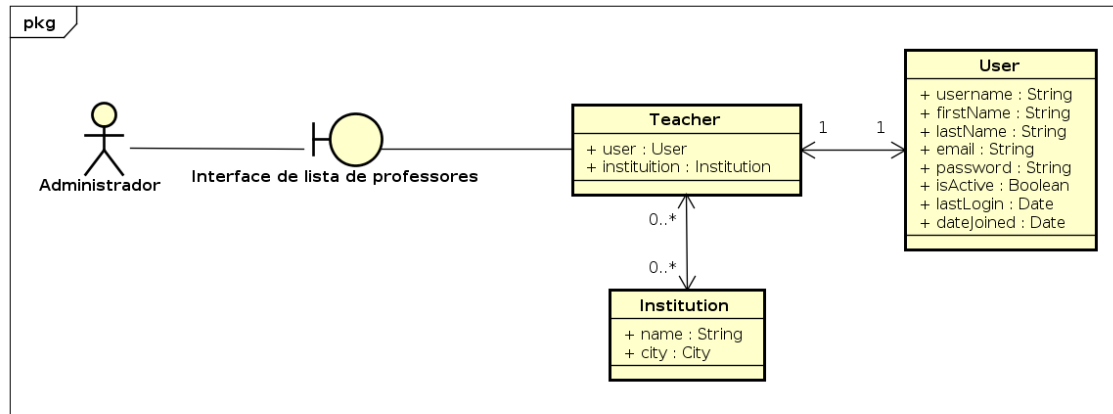 pkg
Administrador
Interface de lista de professores
Teacher
+ user : User
+ instituition : Institution
1
1
User
+ username : String
+ firstName : String
+ lastName : String
+ email : String
+ password : String
+ isActive : Boolean
+ lastLogin : Date
+ dateJoined : Date
0..*
0..*
Institution
+ name : String
+ city : City